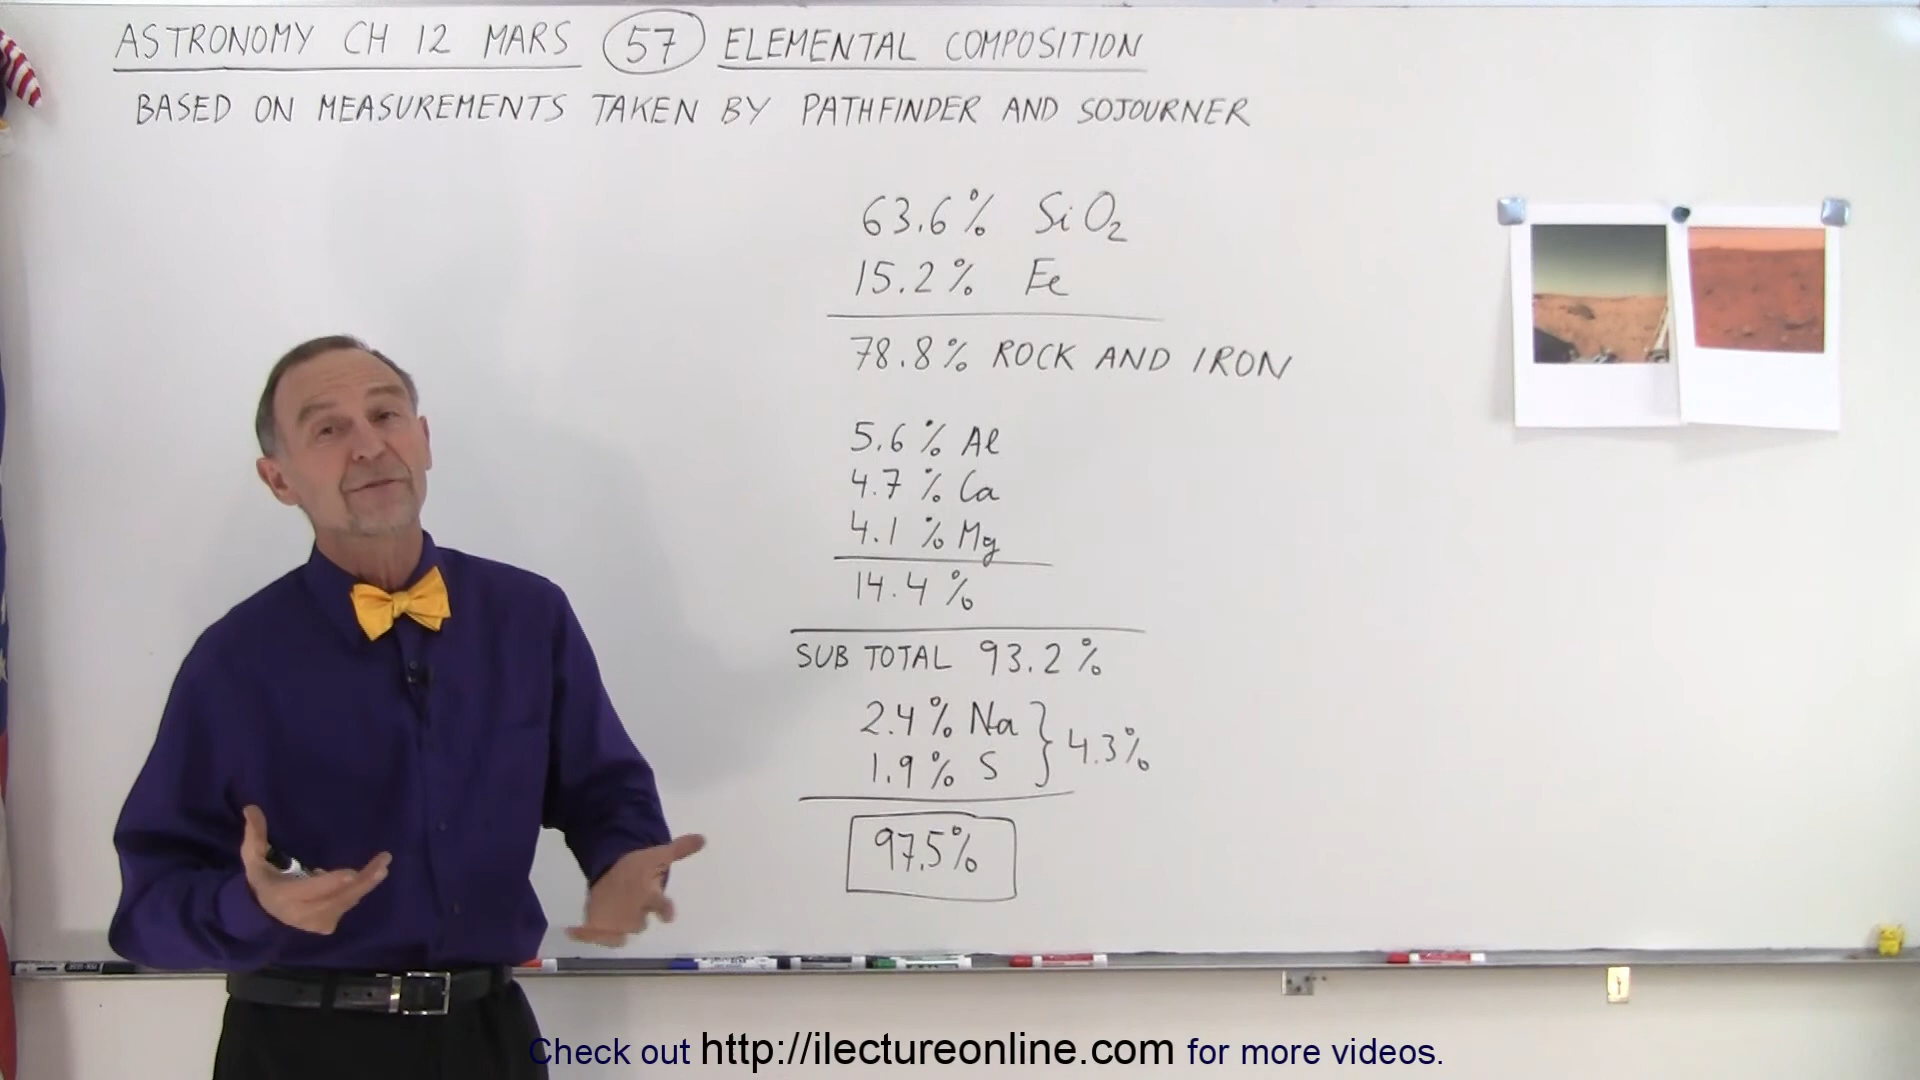 ASTRONOMY CH 12 MARS 57 ELEMENTAL COMPOSITION
BASED ON MEASUREMENTS TAKEN BY PATHFINDER AND SOJOURNER
63.6% SiO₂
15.2% Fe
78.8% ROCK AND IRON
5.6% Al
4.7% Ca
4.1% Mg
14.4%
SUB TOTAL 93.2%
2.4% Na
1.9% S } 4.3%
97.5%
Check out http://ilectureonline.com for more videos.